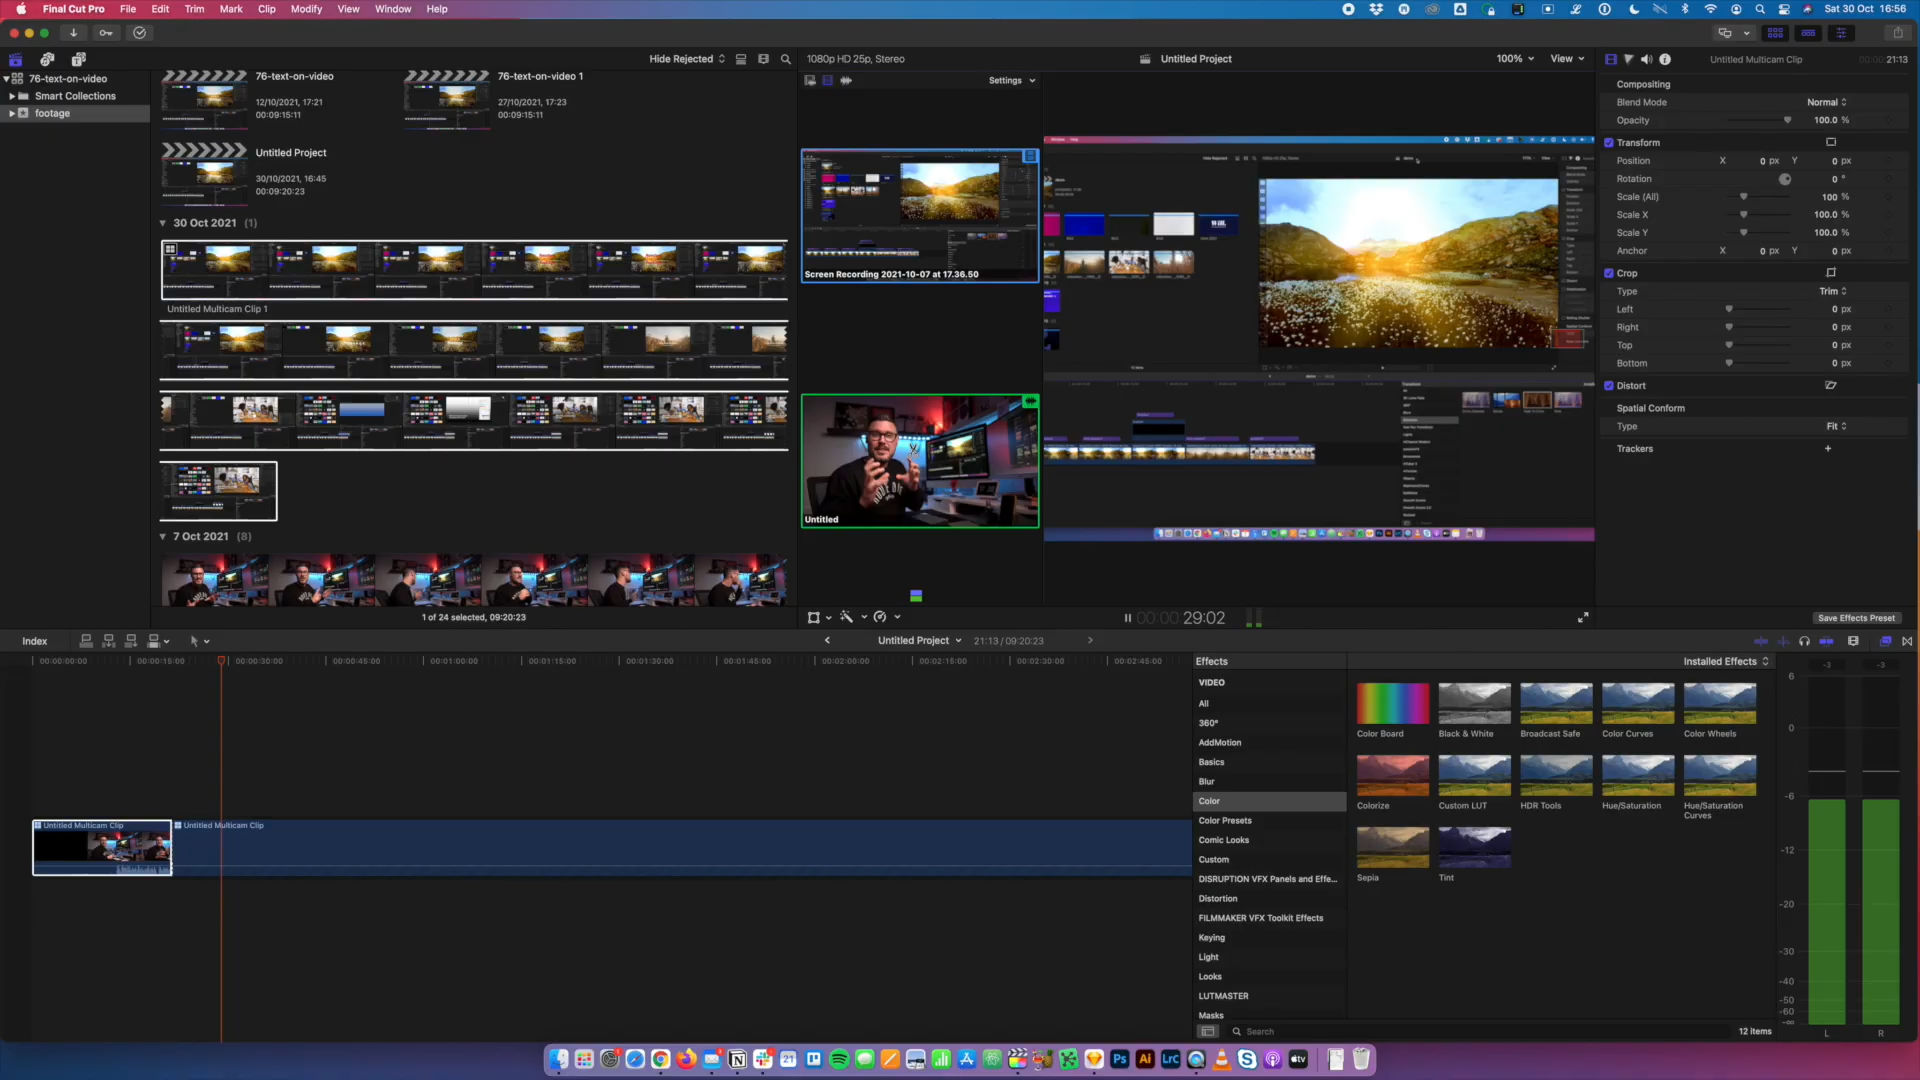 Final Cut Pro File Edit Trim Mark Clip Modify View Window Help
Sat 30 Oct 16:56
76-text-on-video
Smart Collections
footage
Hide Rejected
76-text-on-video
12/10/2021, 17:21
00:09:15:11
76-text-on-video 1
27/10/2021, 17:23
00:09:15:11
Untitled Project
30/10/2021, 16:45
00:09:20:23
30 Oct 2021 (1)
Untitled Multicam Clip 1
7 Oct 2021 (8)
1 of 24 selected, 09:20:23
1080p HD 25p, Stereo
Untitled Project
100%
View
Settings
Screen Recording 2021-10-07 at 17.36.50
Untitled
00:00:00 29:02
Untitled Multicam Clip
21:13
Compositing
Blend Mode Normal
Opacity 100.0 %
Transform
Position X 0 px Y 0 px
Rotation 0 °
Scale (All) 100 %
Scale X 100.0 %
Scale Y 100.0 %
Anchor X 0 px Y 0 px
Crop
Type Trim
Left 0 px
Right 0 px
Top 0 px
Bottom 0 px
Distort
Spatial Conform
Type Fit
Trackers +
Save Effects Preset
Index
Untitled Project
21:13 / 09:20:23
00:00:00:00 00:00:15:00 00:00:30:00 00:00:45:00 00:01:00:00 00:01:15:00 00:01:30:00 00:01:45:00 00:02:00:00 00:02:15:00 00:02:30:00 00:02:45:00
Untitled Multicam Clip
Untitled Multicam Clip
Effects
Installed Effects
VIDEO
All
360°
AddMotion
Basics
Blur
Color
Color Presets
Comic Looks
Custom
DISRUPTION VFX Panels and Effe...
Distortion
FILMMAKER VFX Toolkit Effects
Keying
Light
Looks
LUTMASTER
Masks
Color Board
Black & White
Broadcast Safe
Color Curves
Color Wheels
Colorize
Custom LUT
HDR Tools
Hue/Saturation
Hue/Saturation
Curves
Sepia
Tint
Search
12 items
-3 -3
6
0
-6
-12
-20
-30
-40
-50
-60
-∞
L R
21
Ps Ai Lrc
tv